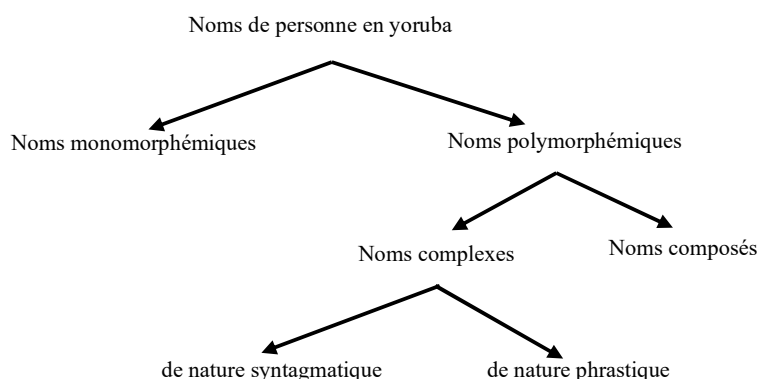 Noms de personne en yoruba
Noms monomorphémiques
Noms polymorphémiques
Noms complexes
Noms composés
de nature syntagmatique
de nature phrastique